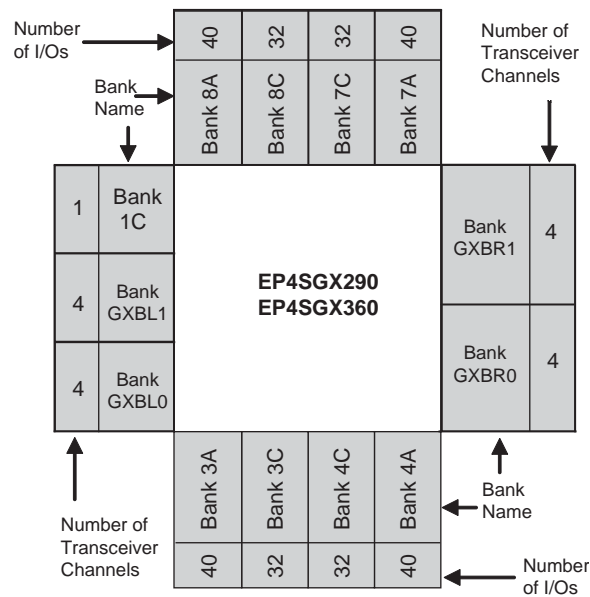 Number
of I/Os
40
32
32
40
Number of
Transceiver
Channels
Bank
Name
Bank 8A
Bank 8C
Bank 7C
Bank 7A
1
Bank
1C
4
Bank
GXBL1
4
Bank
GXBL0
EP4SGX290
EP4SGX360
Bank
GXBR1
4
Bank
GXBR0
4
Bank 3A
Bank 3C
Bank 4C
Bank 4A
Bank
Name
Number of
Transceiver
Channels
40
32
32
40
Number
of I/Os